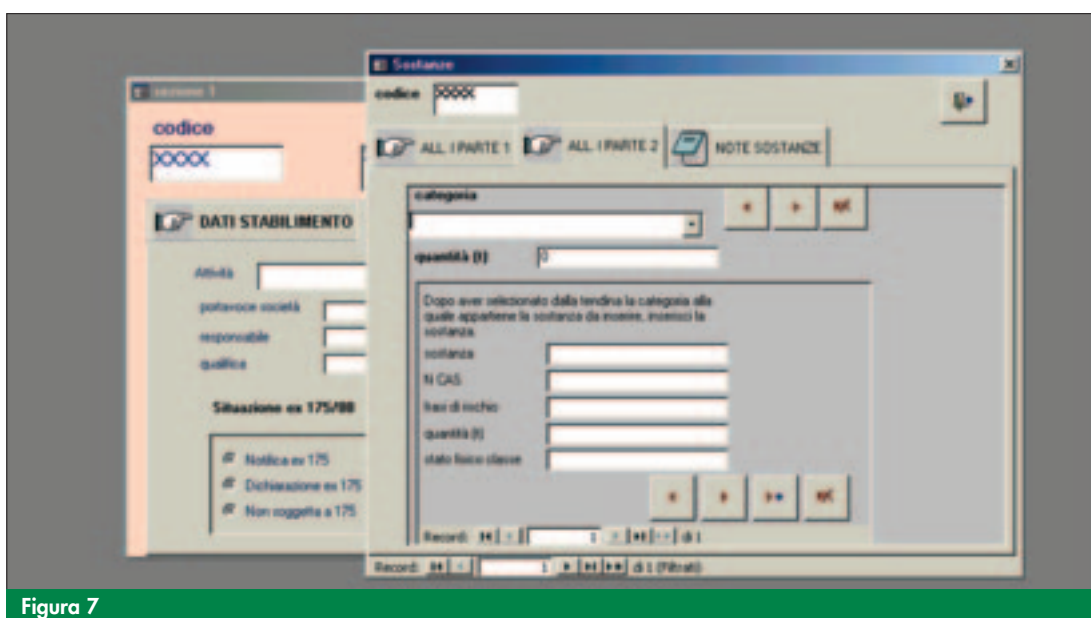 sezione 1
codice
XXXX
DATI STABILIMENTO
Attività
portavoce società
responsabile
qualifica
Situazione ex 175/88
Notifica ex 175
Dichiarazione ex 175
Non soggetta a 175
Sostanze
codice XXXX
ALL. I PARTE 1 ALL. I PARTE 2 NOTE SOSTANZE
categoria
quantità (t) 0
Dopo aver selezionato dalla tendina la categoria alla
quale appartiene la sostanza da inserire, inserisci la
sostanza.
sostanza
N CAS
frasi di rischio
quantità (t)
stato fisico classe
Record: 1 di 1
Record: 1 di 1 (Filtrati)
Figura 7